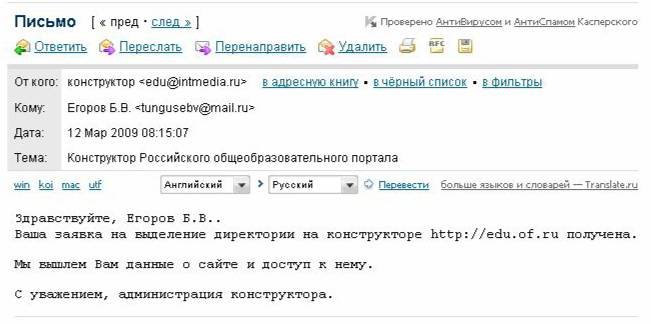 Письмо [ « пред · след » ] Проверено АнтиВирусом и АнтиСпамом Касперского
Ответить Переслать Перенаправить Удалить RFC
От кого: конструктор <edu@intmedia.ru> в адресную книгу ▪ в чёрный список ▪ в фильтры
Кому: Егоров Б.В. <tungusebv@mail.ru>
Дата: 12 Мар 2009 08:15:07
Тема: Конструктор Российского общеобразовательного портала
win koi mac utf Английский Русский Перевести больше языков и словарей — Translate.ru
Здравствуйте, Егоров Б.В..
Ваша заявка на выделение директории на конструкторе http://edu.of.ru получена.
Мы вышлем Вам данные о сайте и доступ к нему.
С уважением, администрация конструктора.